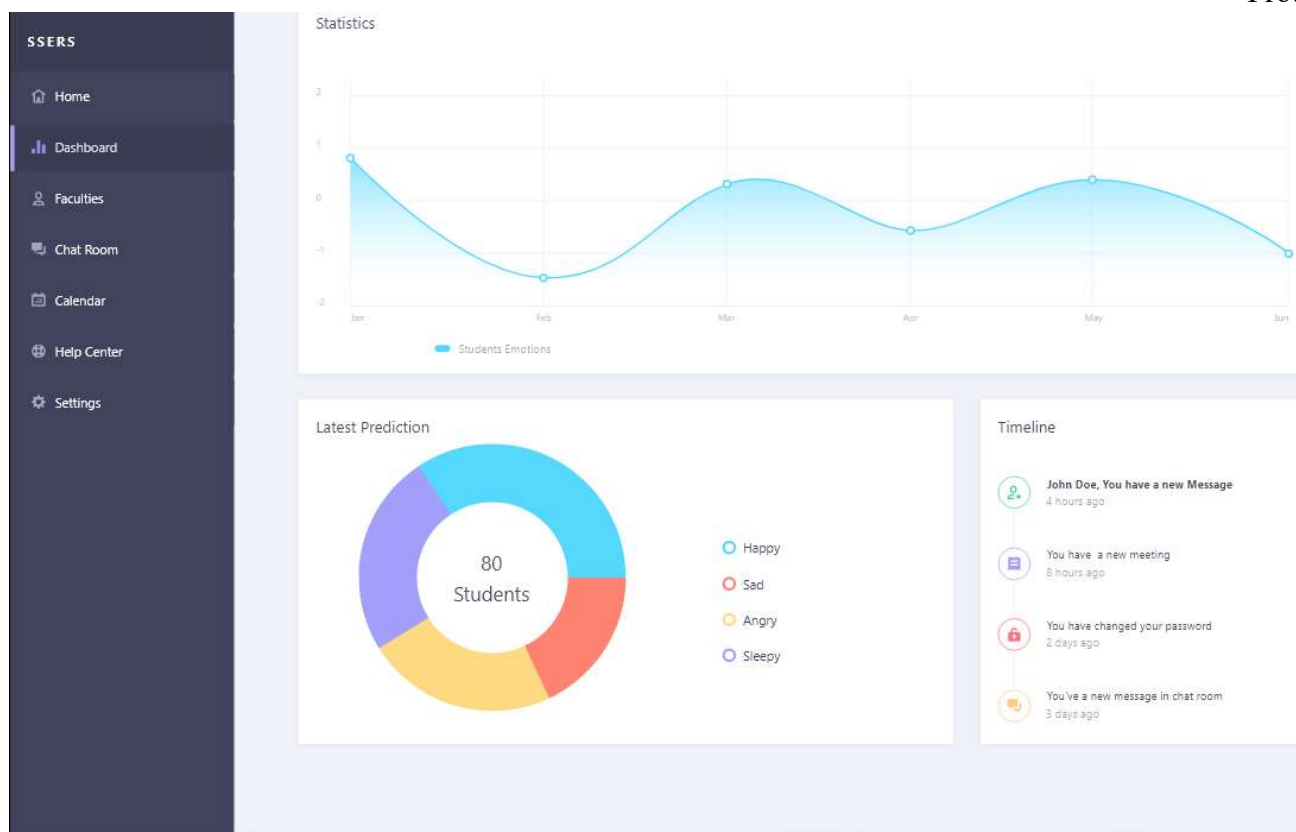 SSERS
Home
Dashboard
Faculties
Chat Room
Calendar
Help Center
Settings
Statistics
2
1
0
-1
-2
Jan
Feb
Mar
Apr
May
Jun
Students Emotions
Latest Prediction
80
Students
Happy
Sad
Angry
Sleepy
Timeline
John Doe, You have a new Message
4 hours ago
You have a new meeting
6 hours ago
You have changed your password
2 days ago
You've a new message in chat room
3 days ago